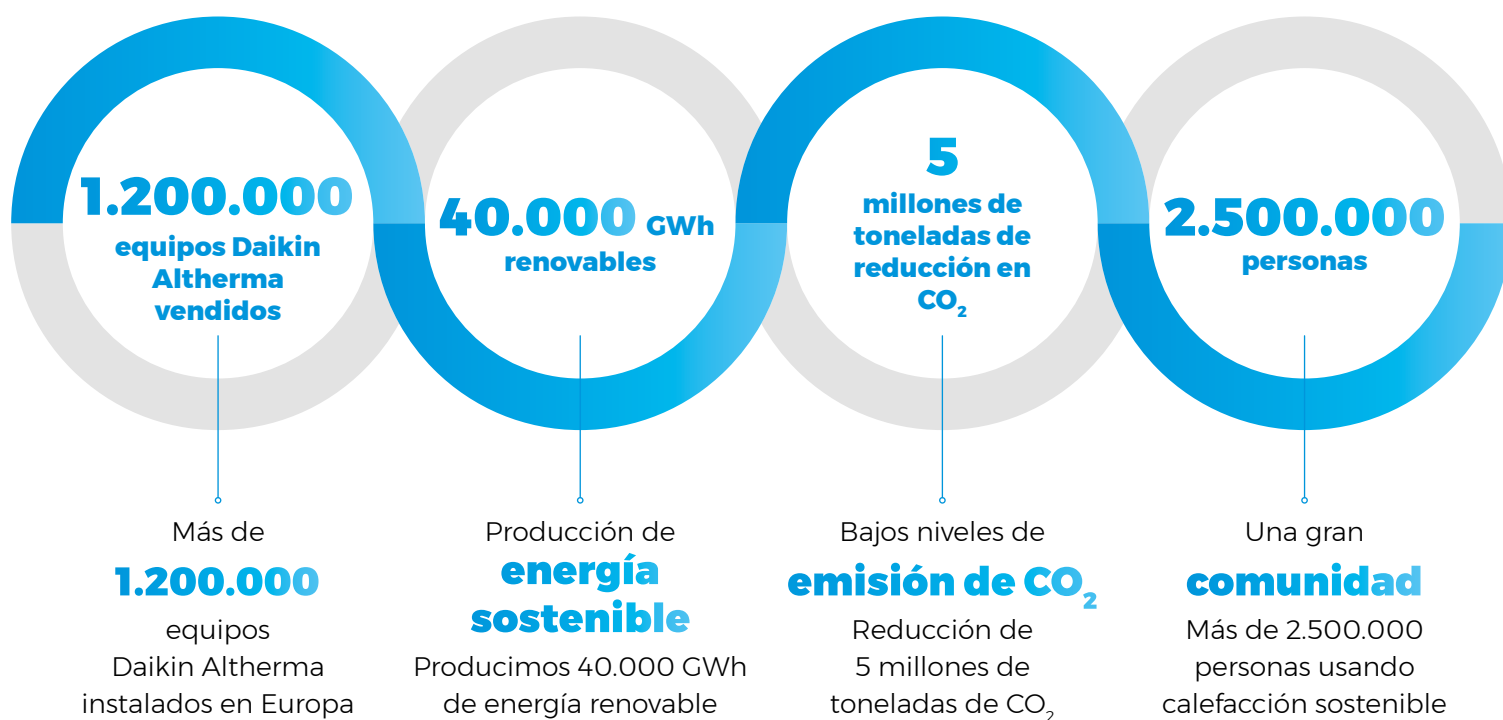 1.200.000
equipos Daikin
Altherma
vendidos
40.000 GWh
renovables
5
millones de
toneladas de
reducción en
CO₂
2.500.000
personas
Más de
1.200.000
equipos
Daikin Altherma
instalados en Europa
Producción de
energía
sostenible
Producimos 40.000 GWh
de energía renovable
Bajos niveles de
emisión de CO₂
Reducción de
5 millones de
toneladas de CO₂
Una gran
comunidad
Más de 2.500.000
personas usando
calefacción sostenible